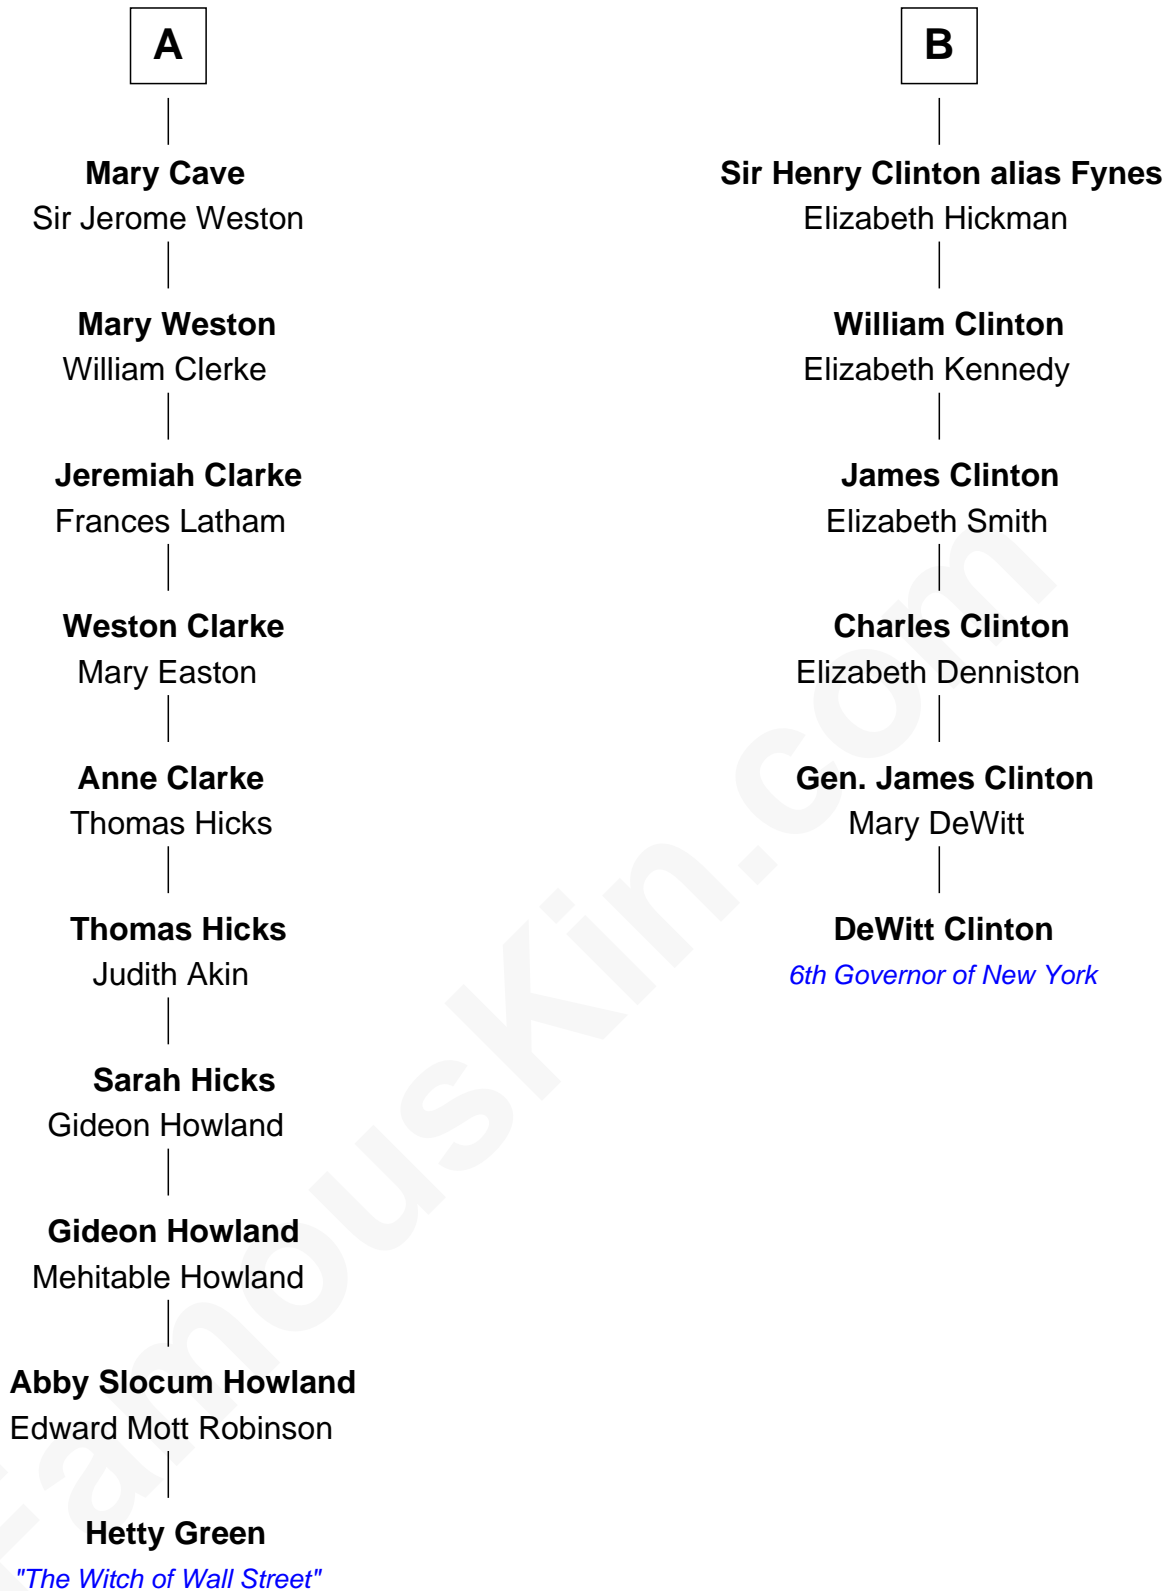 A
Mary Cave
Sir Jerome Weston
Mary Weston
William Clerke
Jeremiah Clarke
Frances Latham
Weston Clarke
Mary Easton
Anne Clarke
Thomas Hicks
Thomas Hicks
Judith Akin
Sarah Hicks
Gideon Howland
Gideon Howland
Mehitable Howland
Abby Slocum Howland
Edward Mott Robinson
Hetty Green
"The Witch of Wall Street"
B
Sir Henry Clinton alias Fynes
Elizabeth Hickman
William Clinton
Elizabeth Kennedy
James Clinton
Elizabeth Smith
Charles Clinton
Elizabeth Denniston
Gen. James Clinton
Mary DeWitt
DeWitt Clinton
6th Governor of New York
FamousKin.com